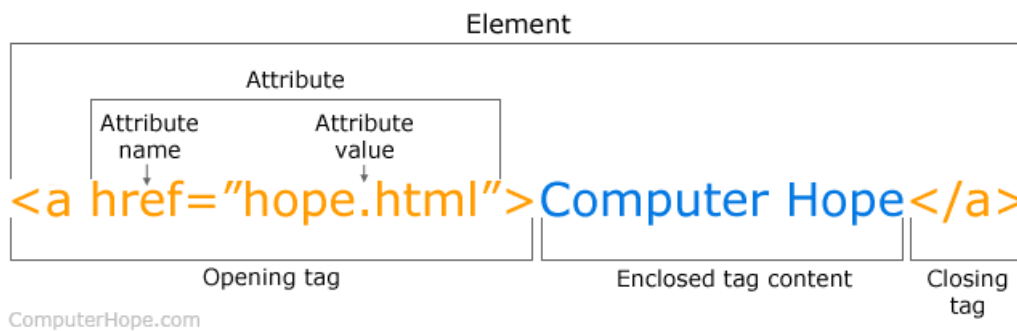 Element
Attribute
Attribute name
Attribute value
<a href=”hope.html”>Computer Hope</a>
Opening tag
Enclosed tag content
Closing tag
ComputerHope.com